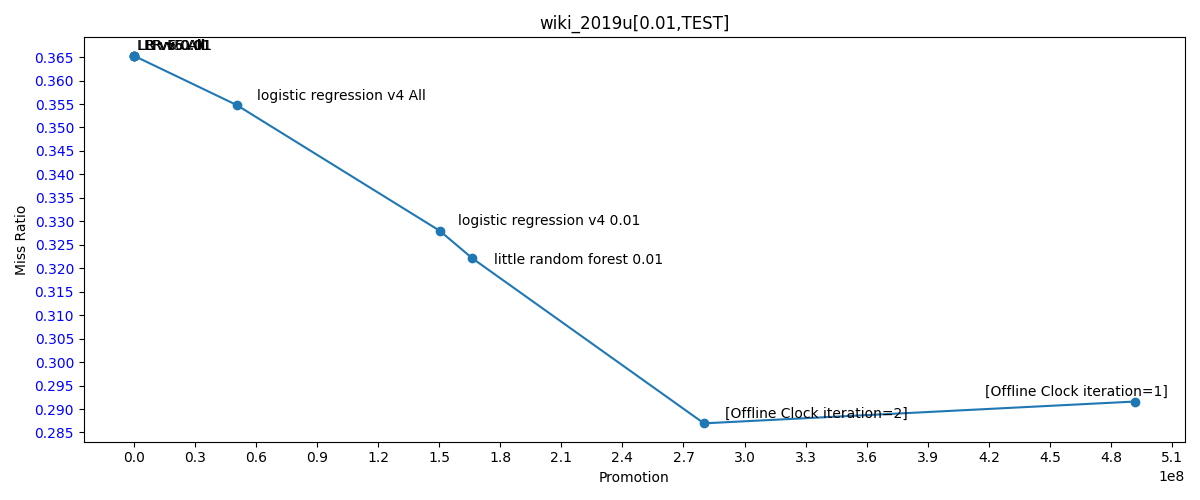 wiki_2019u[0.01,TEST]
0.365
0.360
0.355
0.350
0.345
0.340
0.335
0.330
0.325
0.320
0.315
0.310
0.305
0.300
0.295
0.290
0.285
Miss Ratio
logistic regression v4 All
logistic regression v4 0.01
little random forest 0.01
[Offline Clock iteration=2]
[Offline Clock iteration=1]
0.0 0.3 0.6 0.9 1.2 1.5 1.8 2.1 2.4 2.7 3.0 3.3 3.6 3.9 4.2 4.5 4.8 5.1
1e8
Promotion